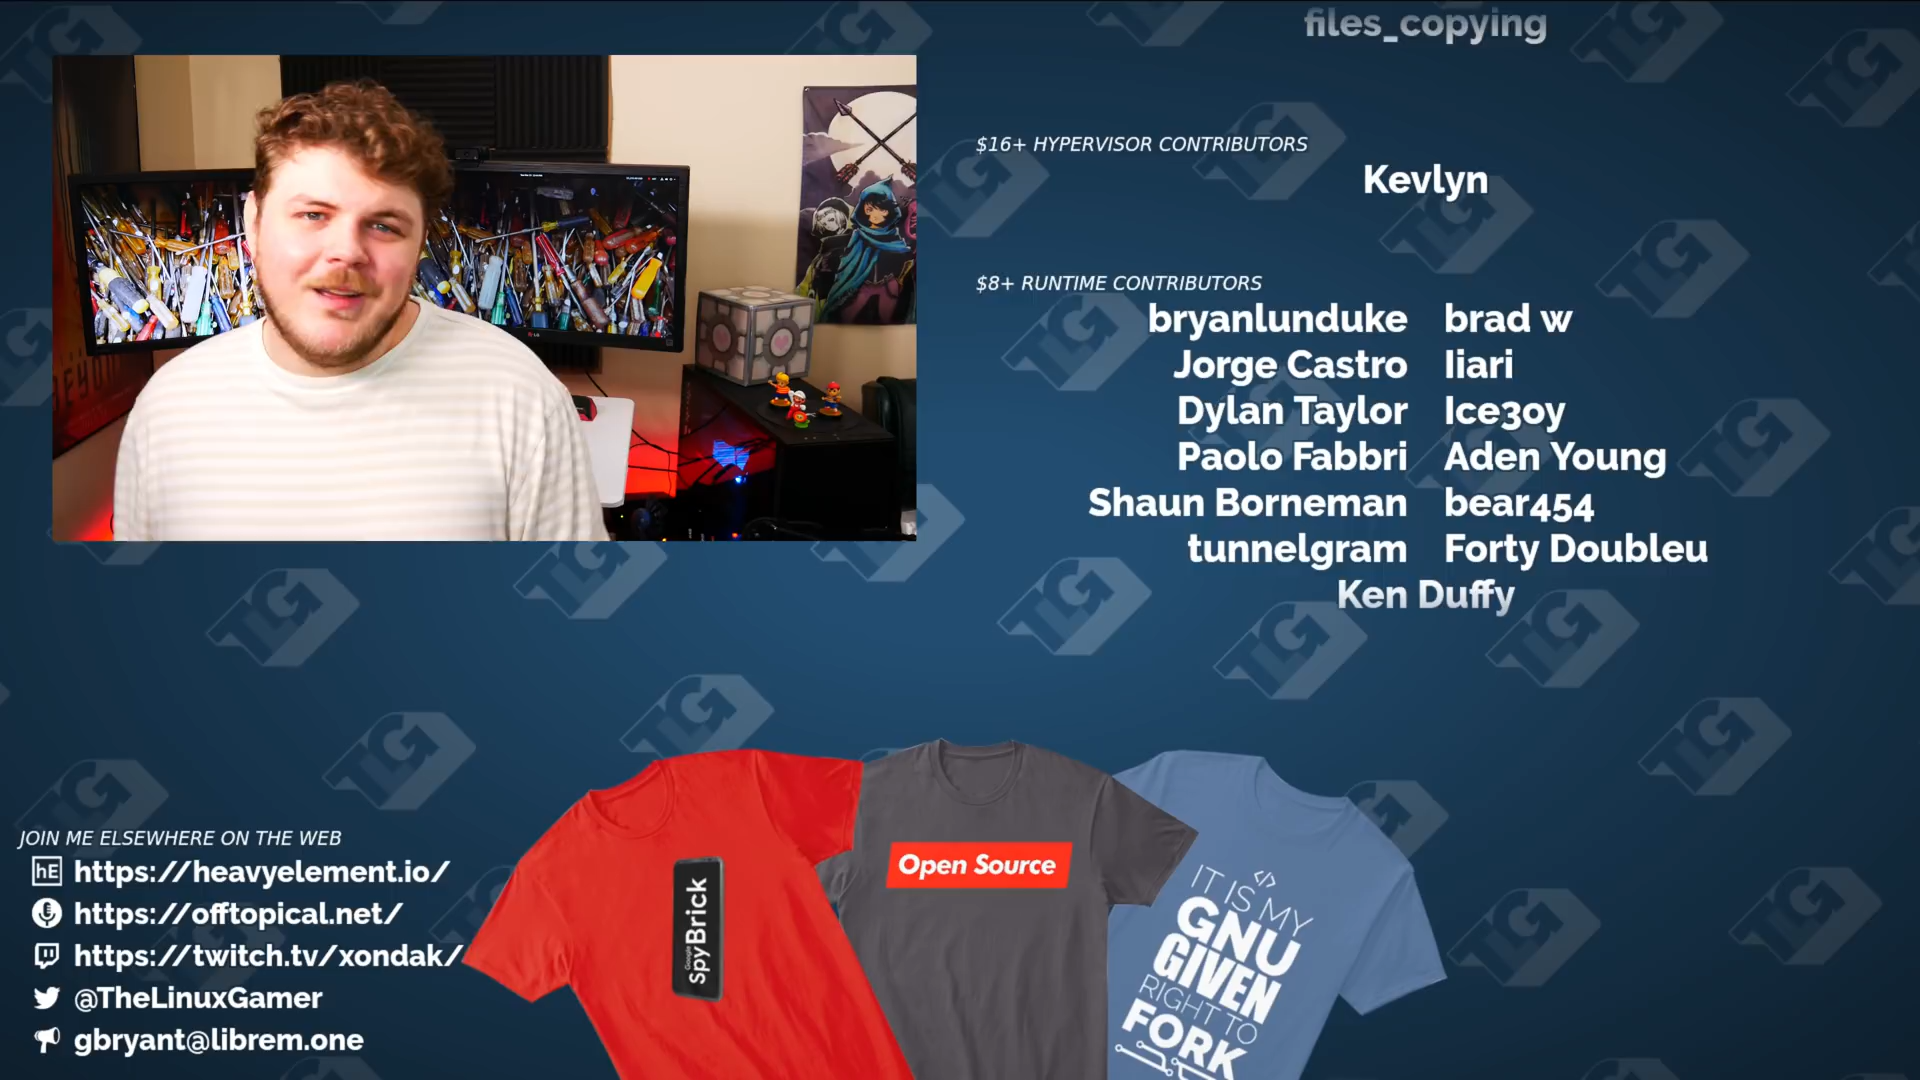 files_copying
$16+ HYPERVISOR CONTRIBUTORS
Kevlyn
$8+ RUNTIME CONTRIBUTORS
bryanlunduke brad w
Jorge Castro Iiari
Dylan Taylor Ice3oy
Paolo Fabbri Aden Young
Shaun Borneman bear454
tunnelgram Forty Doubleu
Ken Duffy
JOIN ME ELSEWHERE ON THE WEB
hE https://heavyelement.io/
https://offtopical.net/
https://twitch.tv/xondak/
@TheLinuxGamer
gbryant@librem.one
Google
spyBrick
Open Source
</>
IT IS MY
GNU
GIVEN
RIGHT TO
FORK
TLG